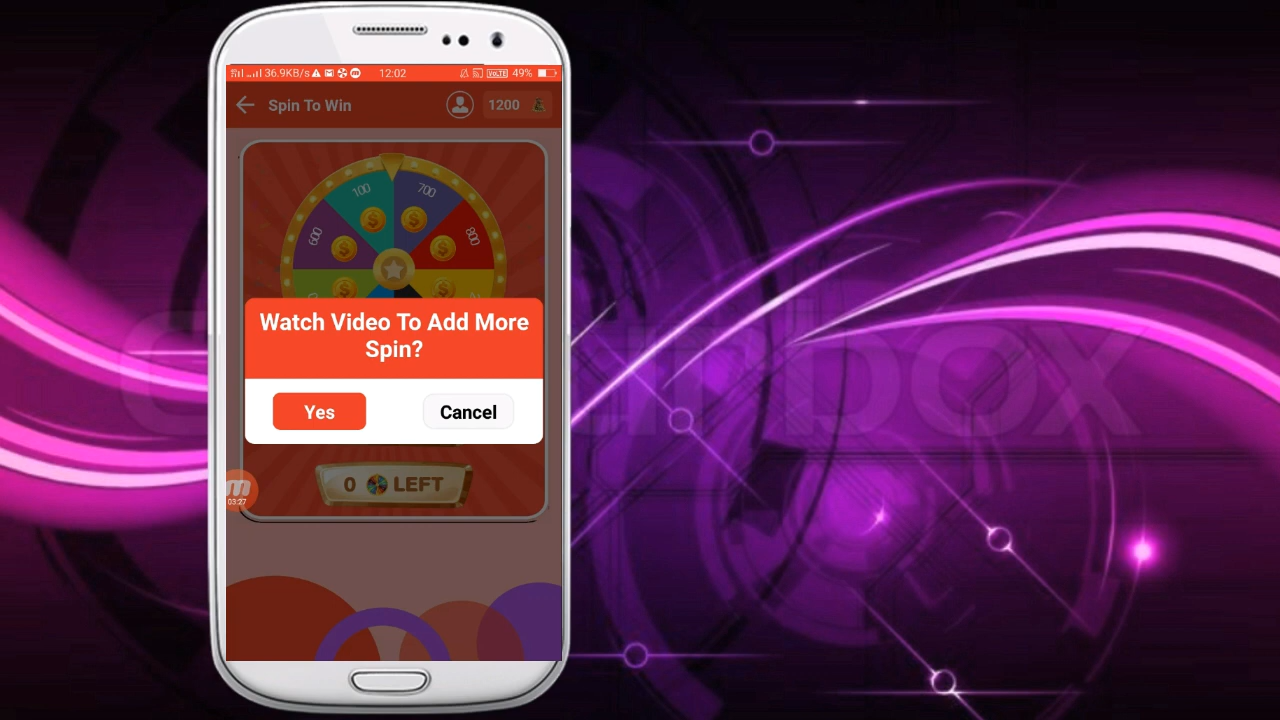 36.9KB/s 12:02 VoLTE 49%
Spin To Win 1200
100 700
600 800
Watch Video To Add More
Spin?
Yes Cancel
0 LEFT
m
03:27